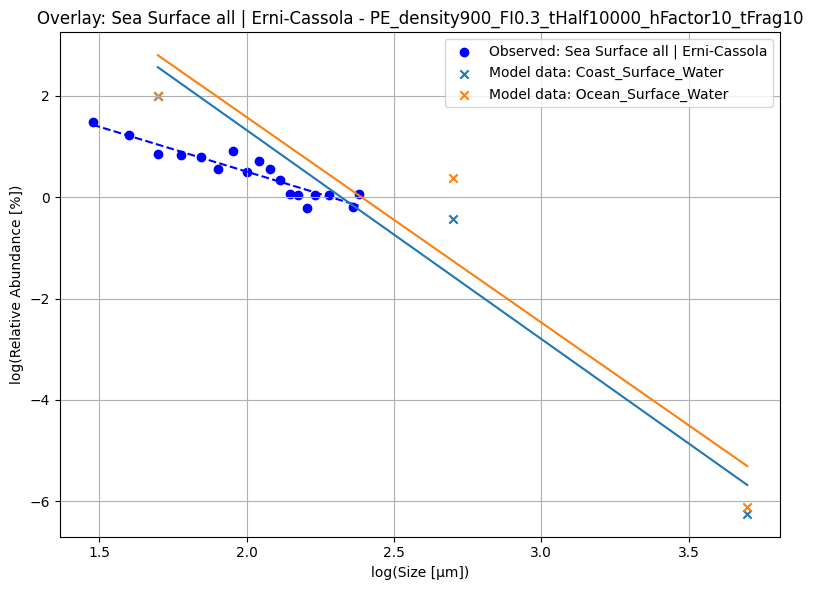 Overlay: Sea Surface all | Erni-Cassola - PE_density900_FI0.3_tHalf10000_hFactor10_tFrag10
Observed: Sea Surface all | Erni-Cassola
Model data: Coast_Surface_Water
Model data: Ocean_Surface_Water
log(Relative Abundance [%])
2
0
−2
−4
−6
1.5
2.0
2.5
3.0
3.5
log(Size [μm])